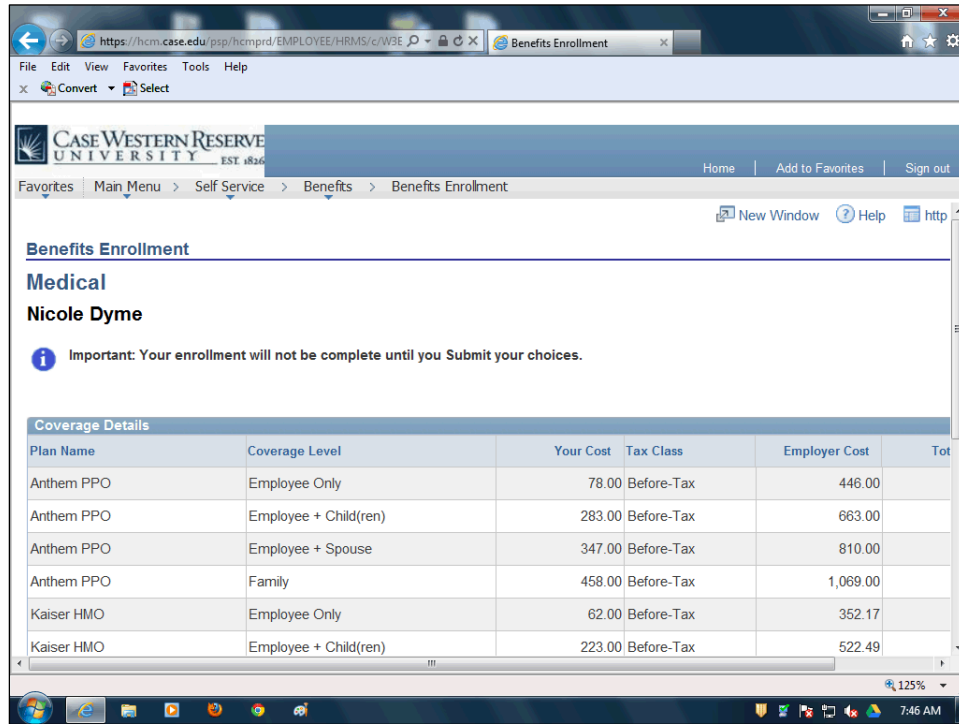 https://hcm.case.edu/psp/hcmprd/EMPLOYEE/HRMS/c/W3E
Benefits Enrollment
File Edit View Favorites Tools Help
x Convert Select
CASE WESTERN RESERVE
UNIVERSITY EST. 1826
Home | Add to Favorites | Sign out
Favorites | Main Menu > Self Service > Benefits > Benefits Enrollment
New Window ? Help http
Benefits Enrollment
Medical
Nicole Dyme
i Important: Your enrollment will not be complete until you Submit your choices.
Coverage Details
Plan Name Coverage Level Your Cost Tax Class Employer Cost Tot
Anthem PPO Employee Only 78.00 Before-Tax 446.00
Anthem PPO Employee + Child(ren) 283.00 Before-Tax 663.00
Anthem PPO Employee + Spouse 347.00 Before-Tax 810.00
Anthem PPO Family 458.00 Before-Tax 1,069.00
Kaiser HMO Employee Only 62.00 Before-Tax 352.17
Kaiser HMO Employee + Child(ren) 223.00 Before-Tax 522.49
125%
7:46 AM